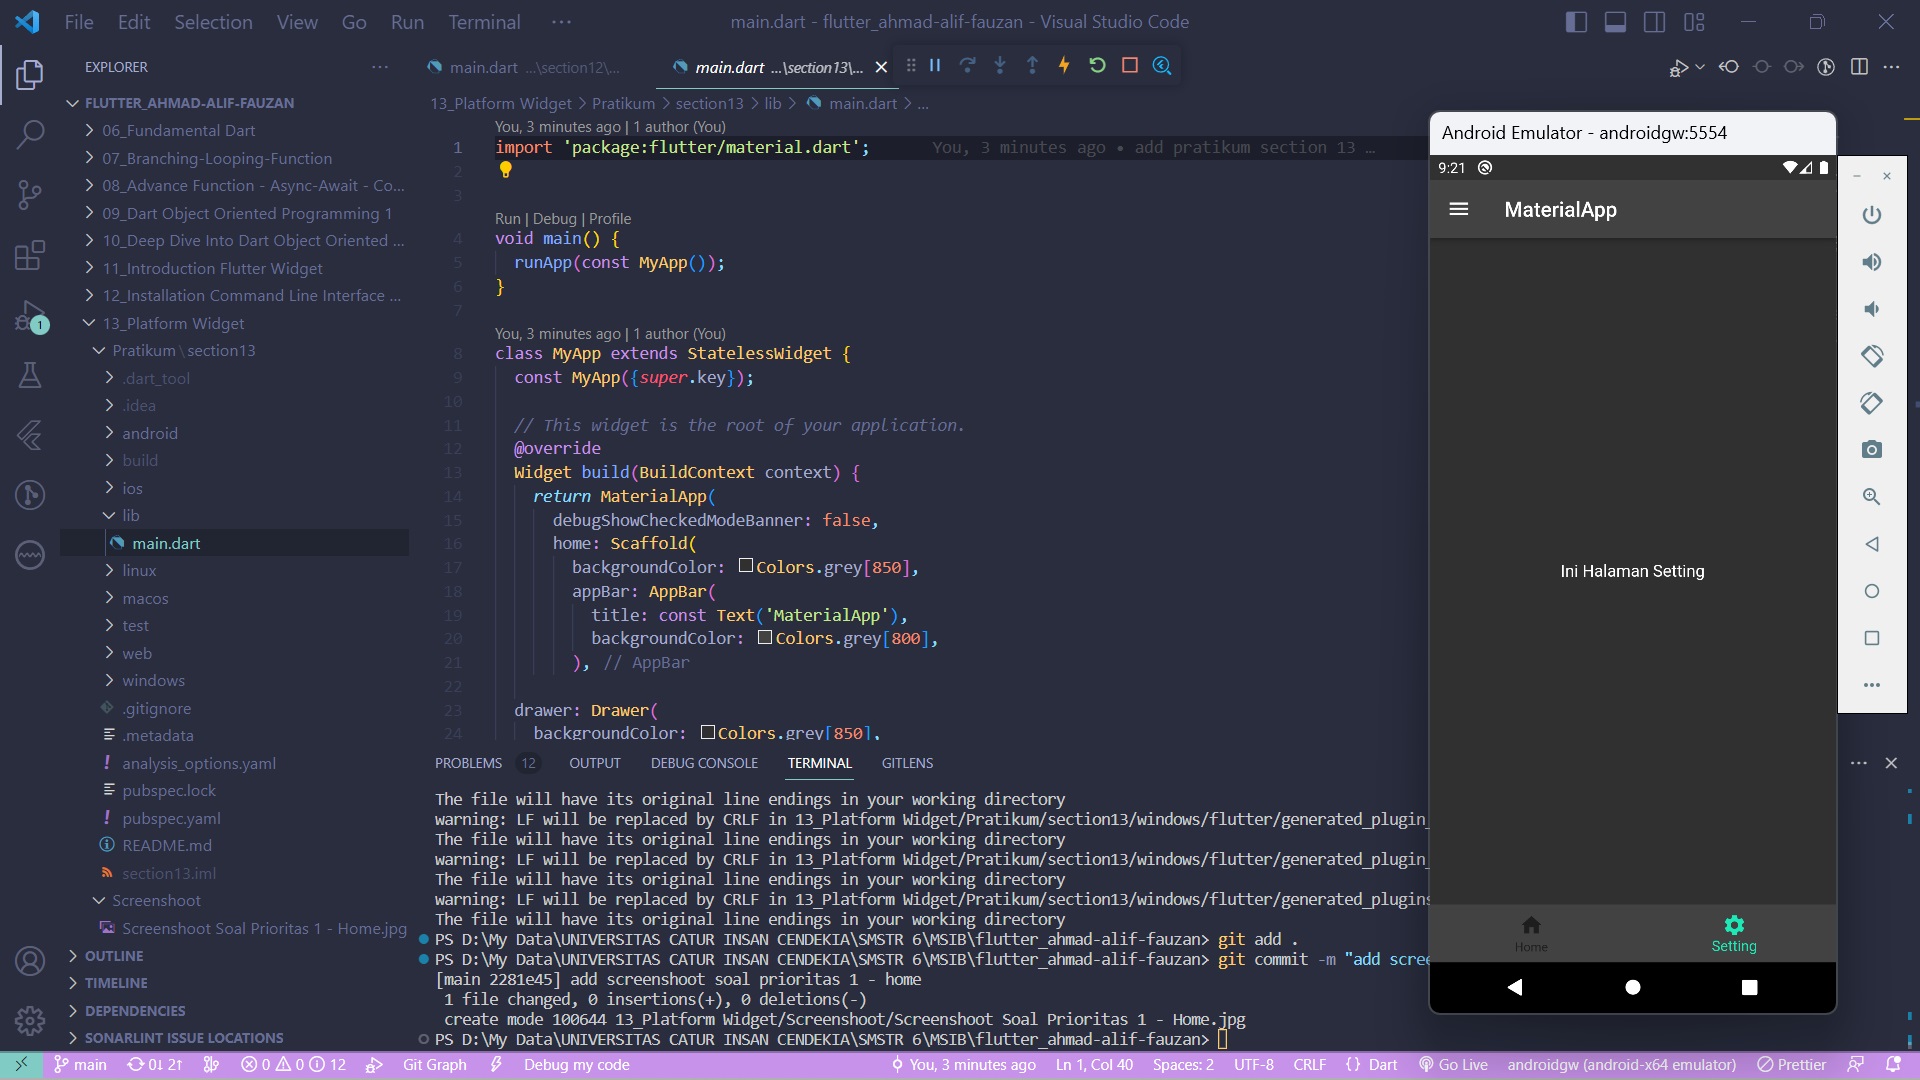 File Edit Selection View Go Run Terminal ··· main.dart - flutter_ahmad-alif-fauzan - Visual Studio Code
EXPLORER ···
main.dart ...\section12\...
main.dart ...\section13\...
13_Platform Widget > Pratikum > section13 > lib > main.dart > ...
FLUTTER_AHMAD-ALIF-FAUZAN
06_Fundamental Dart
07_Branching-Looping-Function
08_Advance Function - Async-Await - Co...
09_Dart Object Oriented Programming 1
10_Deep Dive Into Dart Object Oriented ...
11_Introduction Flutter Widget
12_Installation Command Line Interface ...
13_Platform Widget
Pratikum\section13
.dart_tool
.idea
android
build
ios
lib
main.dart
linux
macos
test
web
windows
.gitignore
.metadata
analysis_options.yaml
pubspec.lock
pubspec.yaml
README.md
section13.iml
Screenshoot
Screenshoot Soal Prioritas 1 - Home.jpg
OUTLINE
TIMELINE
DEPENDENCIES
SONARLINT ISSUE LOCATIONS
1
You, 3 minutes ago | 1 author (You)
1 import 'package:flutter/material.dart'; You, 3 minutes ago • add pratikum section 13 …
2
3
Run | Debug | Profile
4 void main() {
5 runApp(const MyApp());
6 }
7
You, 3 minutes ago | 1 author (You)
8 class MyApp extends StatelessWidget {
9 const MyApp({super.key});
10
11 // This widget is the root of your application.
12 @override
13 Widget build(BuildContext context) {
14 return MaterialApp(
15 debugShowCheckedModeBanner: false,
16 home: Scaffold(
17 backgroundColor: Colors.grey[850],
18 appBar: AppBar(
19 title: const Text('MaterialApp'),
20 backgroundColor: Colors.grey[800],
21 ), // AppBar
22
23 drawer: Drawer(
24 backgroundColor: Colors.grey[850],
PROBLEMS 12 OUTPUT DEBUG CONSOLE TERMINAL GITLENS
The file will have its original line endings in your working directory
warning: LF will be replaced by CRLF in 13_Platform Widget/Pratikum/section13/windows/flutter/generated_plugin_
The file will have its original line endings in your working directory
warning: LF will be replaced by CRLF in 13_Platform Widget/Pratikum/section13/windows/flutter/generated_plugin
The file will have its original line endings in your working directory
warning: LF will be replaced by CRLF in 13_Platform Widget/Pratikum/section13/windows/flutter/generated_plugins
The file will have its original line endings in your working directory
PS D:\My Data\UNIVERSITAS CATUR INSAN CENDEKIA\SMSTR 6\MSIB\flutter_ahmad-alif-fauzan> git add .
PS D:\My Data\UNIVERSITAS CATUR INSAN CENDEKIA\SMSTR 6\MSIB\flutter_ahmad-alif-fauzan> git commit -m "add scree
[main 2281e45] add screenshoot soal prioritas 1 - home
1 file changed, 0 insertions(+), 0 deletions(-)
create mode 100644 13_Platform Widget/Screenshoot/Screenshoot Soal Prioritas 1 - Home.jpg
PS D:\My Data\UNIVERSITAS CATUR INSAN CENDEKIA\SMSTR 6\MSIB\flutter_ahmad-alif-fauzan>
Android Emulator - androidgw:5554
9:21
MaterialApp
Ini Halaman Setting
Home
Setting
main 0↓ 2↑ 0 0 12 Git Graph Debug my code You, 3 minutes ago Ln 1, Col 40 Spaces: 2 UTF-8 CRLF {} Dart Go Live androidgw (android-x64 emulator) Prettier